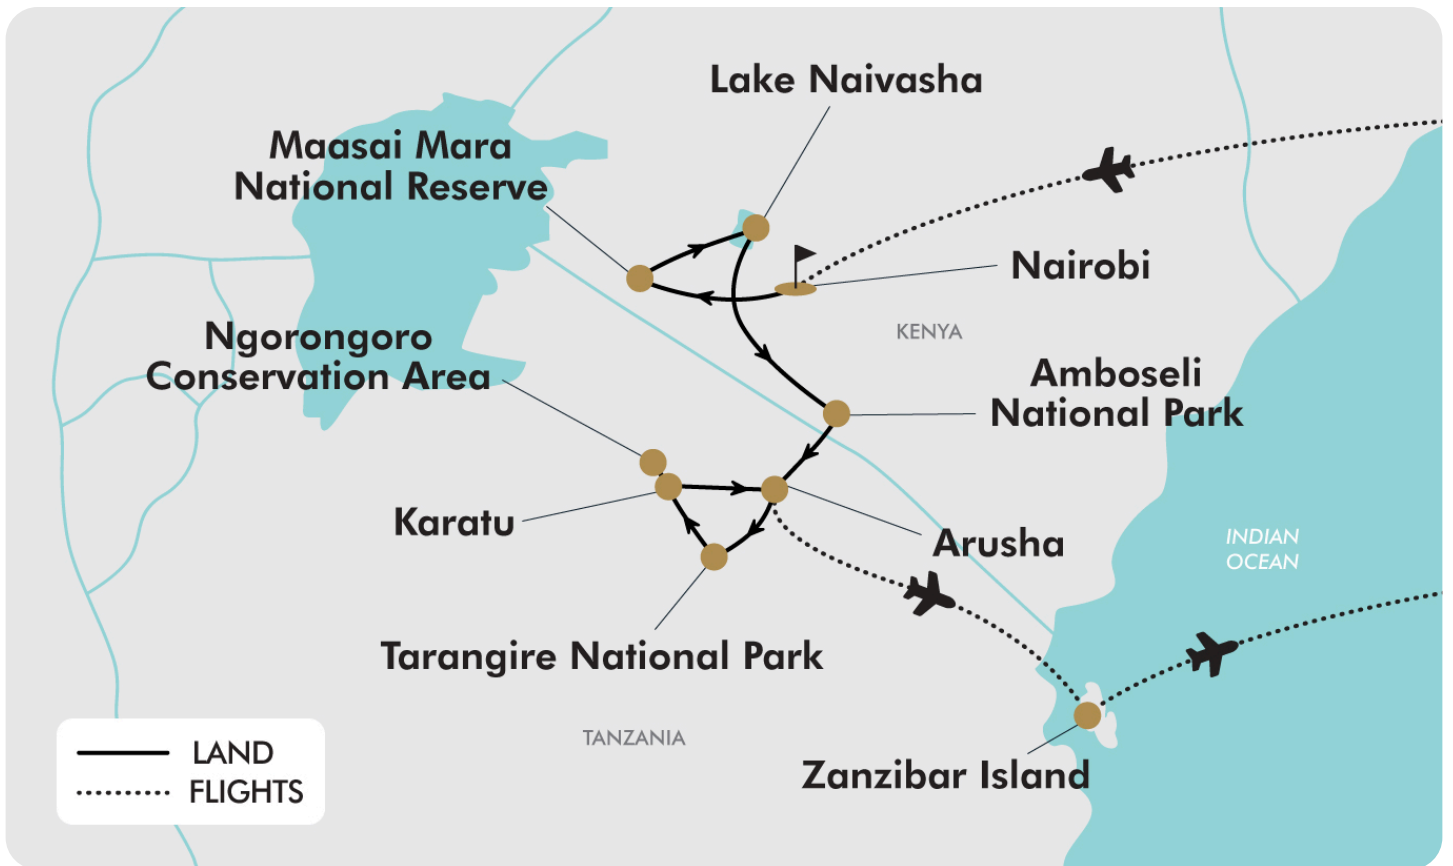 Lake Naivasha
Maasai Mara
National Reserve
Nairobi
KENYA
Ngorongoro
Conservation Area
Amboseli
National Park
Karatu
Arusha
INDIAN
OCEAN
Tarangire National Park
TANZANIA
Zanzibar Island
LAND
FLIGHTS